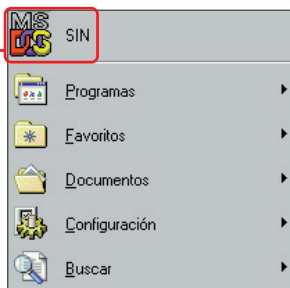 MS
DOS SIN
Programas
Favoritos
Documentos
Configuración
Buscar